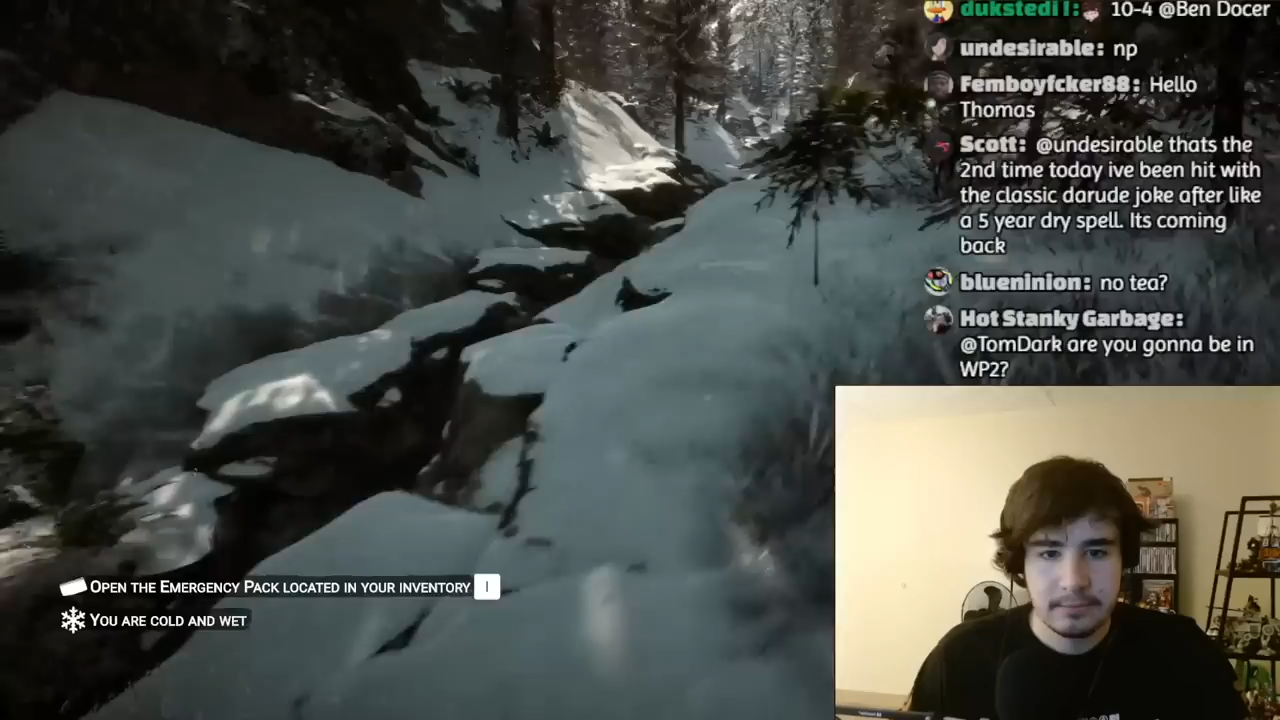 dukstedi1: 10-4 @Ben Docer
undesirable: np
Femboyfcker88: Hello
Thomas
Scott: @undesirable thats the
2nd time today ive been hit with
the classic darude joke after like
a 5 year dry spell. Its coming
back
blueninion: no tea?
Hot Stanky Garbage:
@TomDark are you gonna be in
WP2?
OPEN THE EMERGENCY PACK LOCATED IN YOUR INVENTORY I
YOU ARE COLD AND WET